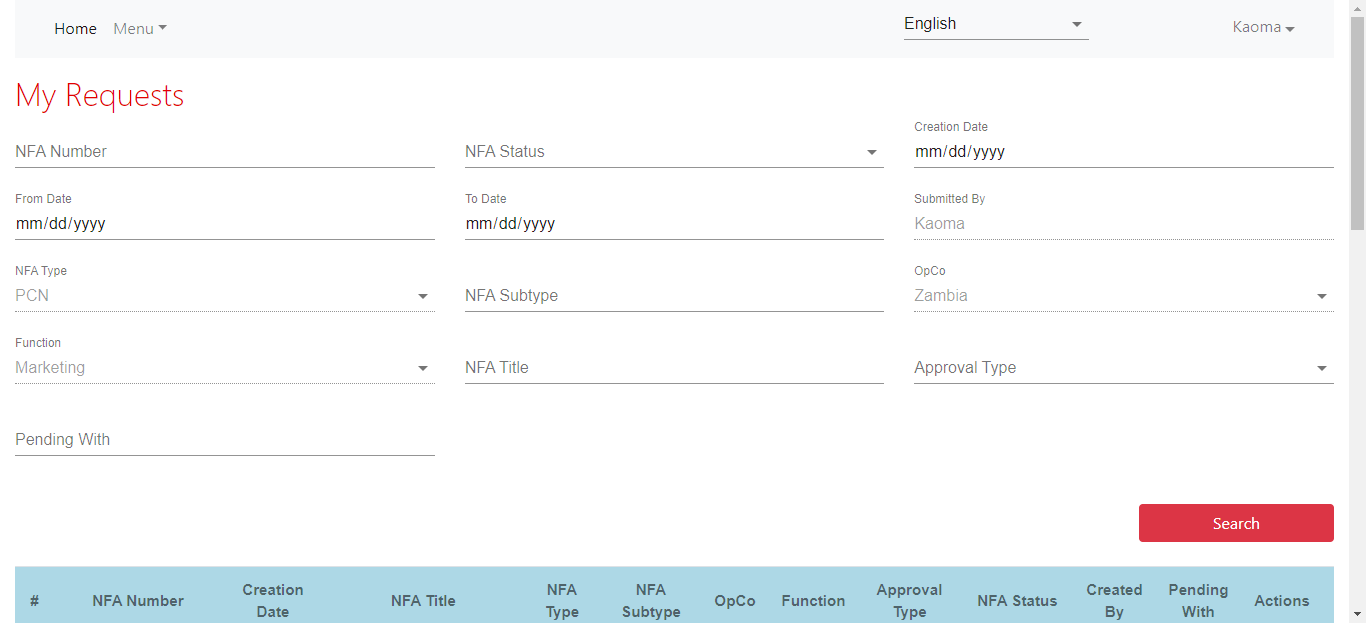 Home Menu English Kaoma
My Requests
Creation Date
NFA Number NFA Status mm/dd/yyyy
From Date To Date Submitted By
mm/dd/yyyy mm/dd/yyyy Kaoma
NFA Type OpCo
PCN NFA Subtype Zambia
Function
Marketing NFA Title Approval Type
Pending With
Search
Creation NFA NFA Approval Created Pending
# NFA Number NFA Title OpCo Function NFA Status Actions
Date Type Subtype Type By With